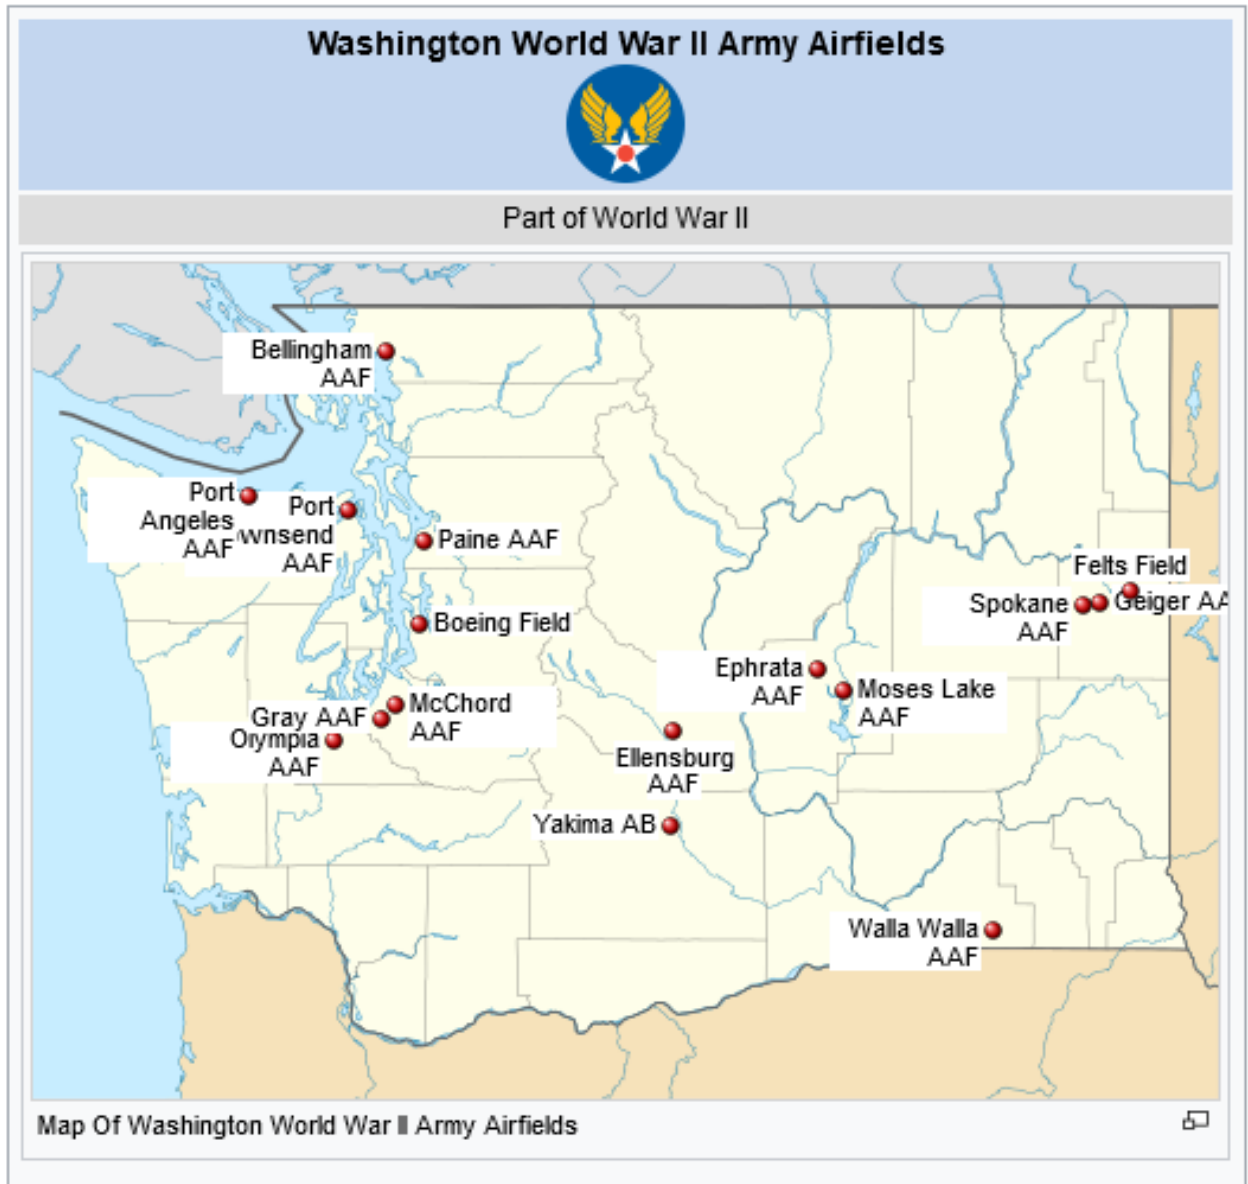 Washington World War II Army Airfields
Part of World War II
Bellingham
AAF
Port
Angeles
AAF
Port
wnsend
AAF
Paine AAF
Boeing Field
Felts Field
Spokane
AAF
Geiger AA
Ephrata
AAF
Moses Lake
AAF
McChord
AAF
Gray AAF
Olympia
AAF
Ellensburg
AAF
Yakima AB
Walla Walla
AAF
Map Of Washington World War II Army Airfields